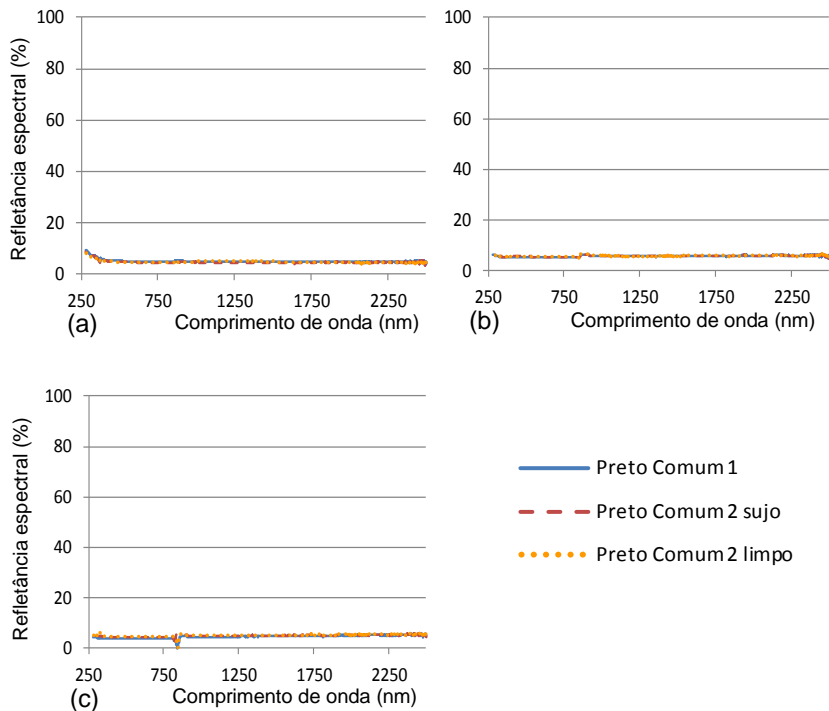 Refletância espectral (%)
100
80
60
40
20
0
250 750 1250 1750 2250
(a) Comprimento de onda (nm)
100
80
60
40
20
0
250 750 1250 1750 2250
(b) Comprimento de onda (nm)
Refletância espectral (%)
100
80
60
40
20
0
250 750 1250 1750 2250
(c) Comprimento de onda (nm)
Preto Comum 1
Preto Comum 2 sujo
Preto Comum 2 limpo